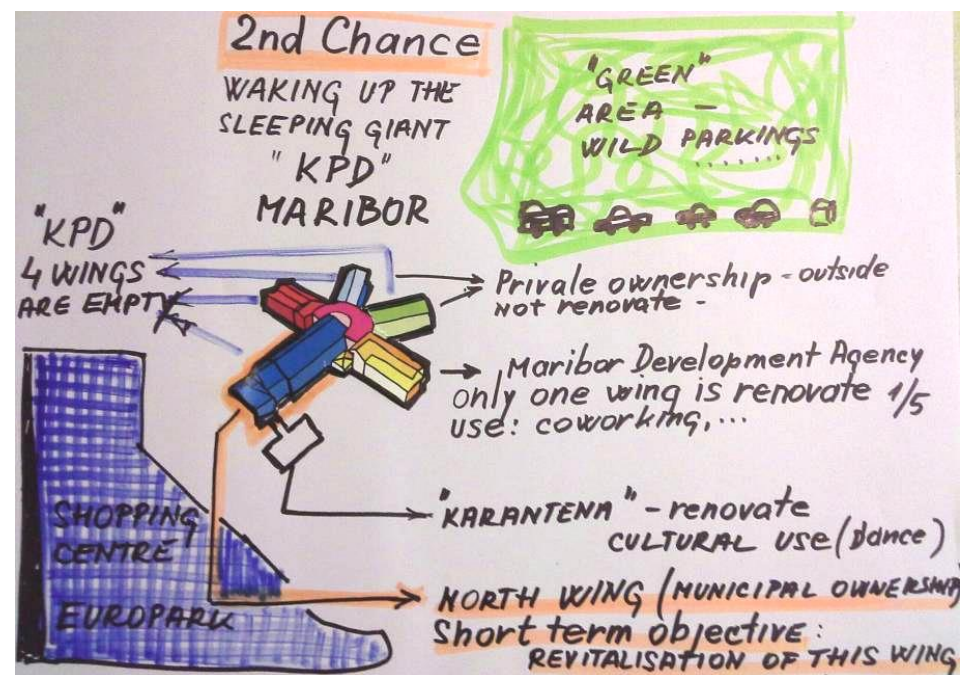 2nd Chance
WAKING UP THE
SLEEPING GIANT
"KPD"
MARIBOR
"GREEN"
AREA –
WILD PARKINGS
"KPD"
4 WINGS
ARE EMPTY
Privale ownership - outside
not renovate -
Maribor Development Agency
only one wing is renovate 1/5
use: coworking,...
"KARANTENA" - renovate
CULTURAL USE (Dance)
SHOPPING
CENTRE
EUROPARK
NORTH WING (MUNICIPAL OWNERSHIP)
Short term objective:
REVITALISATION OF THIS WING